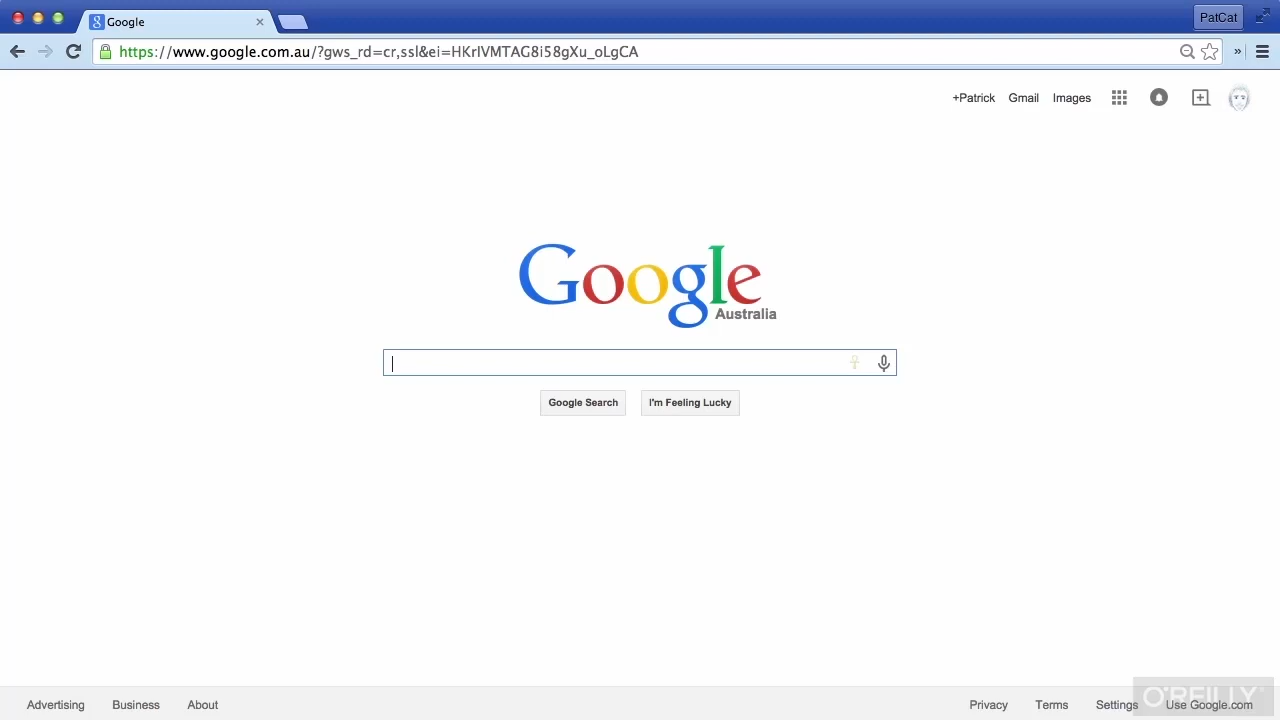 Google
PatCat
https://www.google.com.au/?gws_rd=cr,ssl&ei=HKrlVMTAG8i58gXu_oLgCA
+Patrick Gmail Images
Google
Australia
Google Search I'm Feeling Lucky
Advertising Business About Privacy Terms Settings Use Google.com
O'REILLY